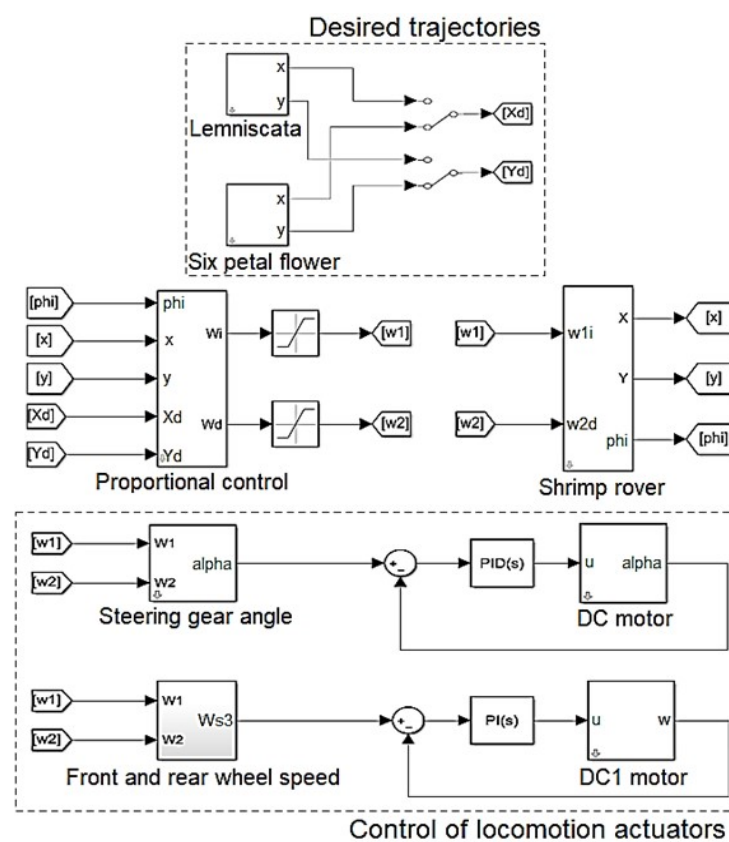 Desired trajectories
x
y
Lemniscata
[Xd]
[Yd]
x
y
Six petal flower
[phi] phi
[x] x
[y] y
[Xd] Xd
[Yd] Yd
Wi [w1]
Wd [w2]
Proportional control
[w1] w1i X [x]
Y [y]
[w2] w2d phi [phi]
Shrimp rover
[w1] W1 alpha
[w2] W2
Steering gear angle
+ − PID(s) u alpha
DC motor
[w1] W1 Ws3
[w2] W2
Front and rear wheel speed
+ − PI(s) u w
DC1 motor
Control of locomotion actuators